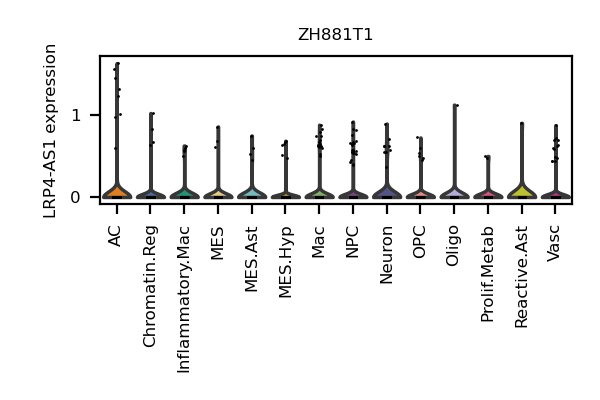 ZH881T1
LRP4-AS1 expression
1
0
AC
Chromatin.Reg
Inflammatory.Mac
MES
MES.Ast
MES.Hyp
Mac
NPC
Neuron
OPC
Oligo
Prolif.Metab
Reactive.Ast
Vasc